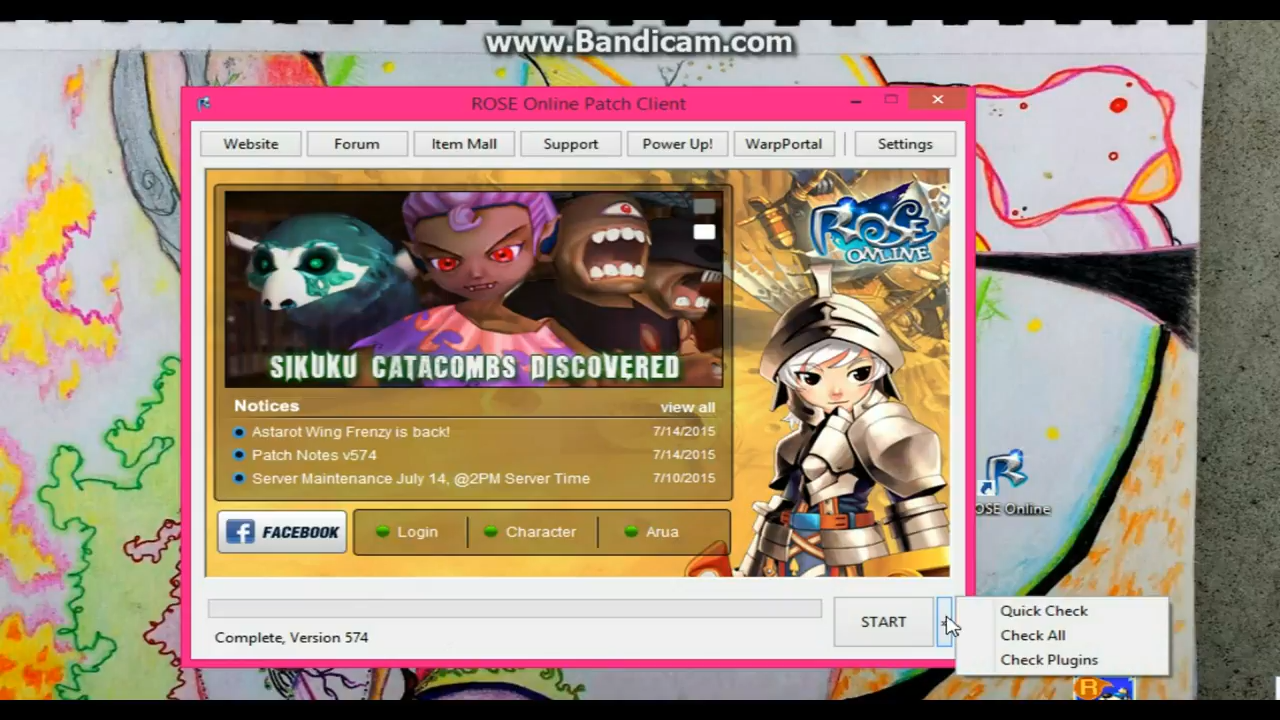 www.Bandicam.com
ROSE Online Patch Client
Website Forum Item Mall Support Power Up! WarpPortal Settings
ROSE
ONLINE
SIKUKU CATACOMBS DISCOVERED
Notices view all
Astarot Wing Frenzy is back! 7/14/2015
Patch Notes v574 7/14/2015
Server Maintenance July 14, @2PM Server Time 7/10/2015
f FACEBOOK Login Character Arua
OSE Online
START
Complete, Version 574
Quick Check
Check All
Check Plugins
R